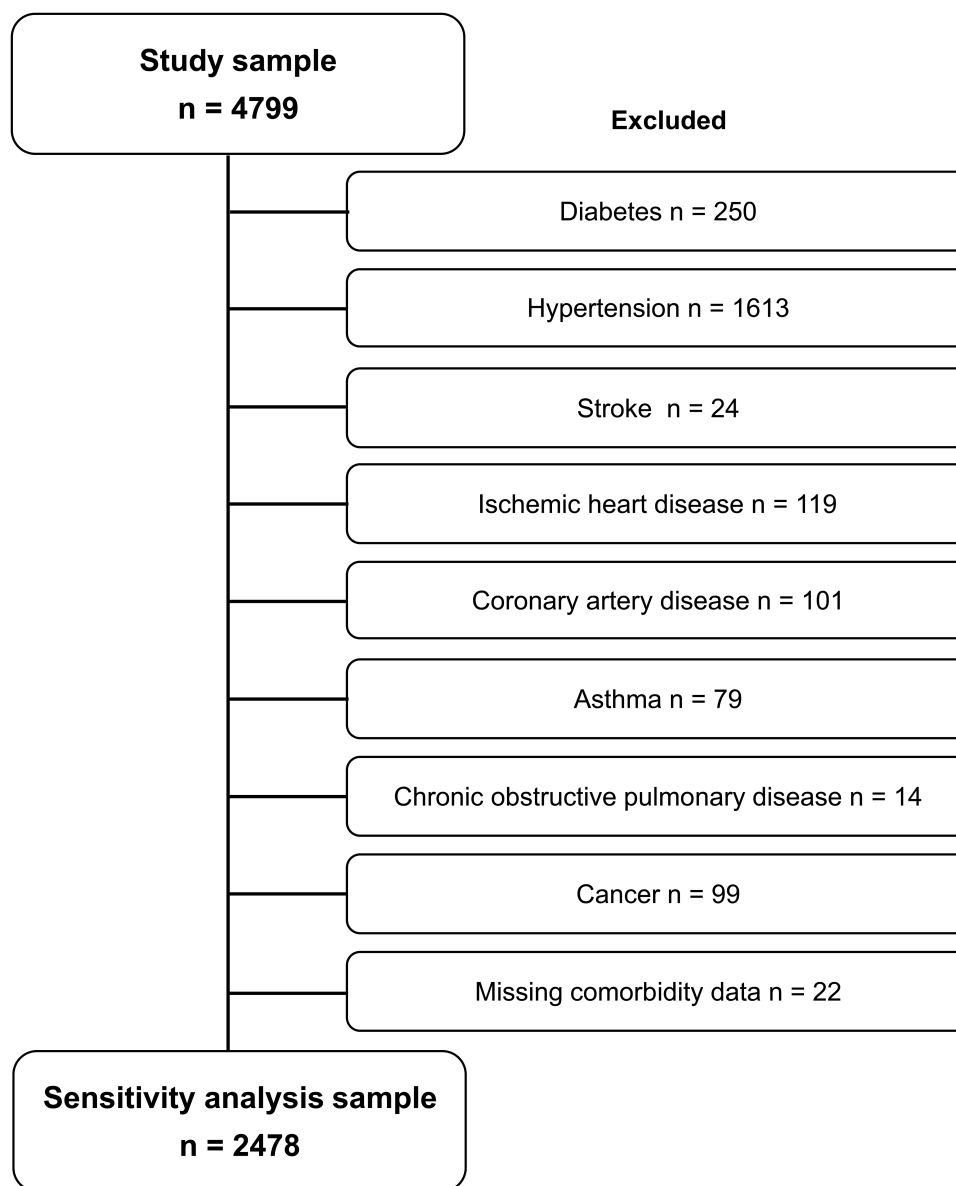 Study sample
n = 4799
Excluded
Diabetes n = 250
Hypertension n = 1613
Stroke  n = 24
Ischemic heart disease n = 119
Coronary artery disease n = 101
Asthma n = 79
Chronic obstructive pulmonary disease n = 14
Cancer n = 99
Missing comorbidity data n = 22
Sensitivity analysis sample
n = 2478